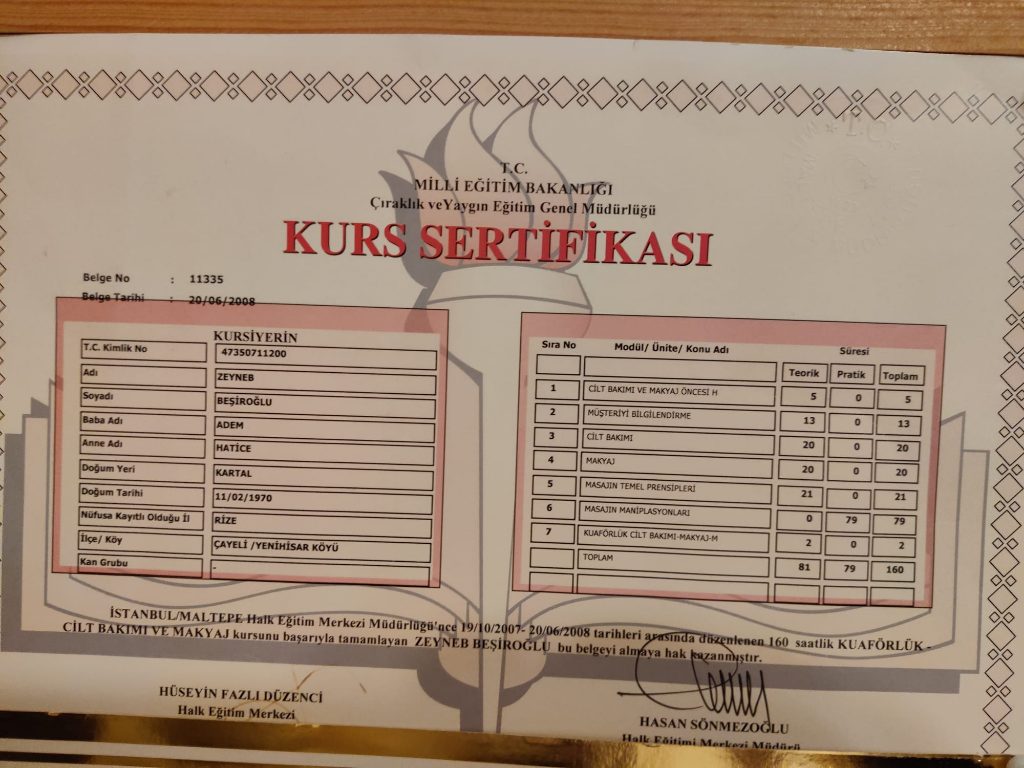 T.C.
MİLLİ EĞİTİM BAKANLIĞI
Çıraklık veYaygın Eğitim Genel Müdürlüğü
KURS SERTİFİKASI
Belge No : 11335
Belge Tarihi : 20/06/2008
KURSİYERİN
T.C. Kimlik No 47350711200
Adı ZEYNEB
Soyadı BEŞİROĞLU
Baba Adı ADEM
Anne Adı HATİCE
Doğum Yeri KARTAL
Doğum Tarihi 11/02/1970
Nüfusa Kayıtlı Olduğu İl RİZE
İlçe/ Köy ÇAYELİ /YENİHİSAR KÖYÜ
Kan Grubu -
Sıra No Modül/ Ünite/ Konu Adı Süresi
Teorik Pratik Toplam
1 CİLT BAKIMI VE MAKYAJ ÖNCESİ H 5 0 5
2 MÜŞTERİYİ BİLGİLENDİRME 13 0 13
3 CİLT BAKIMI 20 0 20
4 MAKYAJ 20 0 20
5 MASAJIN TEMEL PRENSİPLERİ 21 0 21
6 MASAJIN MANİPLASYONLARI 0 79 79
7 KUAFÖRLÜK CİLT BAKIMI-MAKYAJ-M 2 0 2
TOPLAM 81 79 160
İSTANBUL/MALTEPE Halk Eğitim Merkezi Müdürlüğü'nce 19/10/2007- 20/06/2008 tarihleri arasında düzenlenen 160 saatlik KUAFÖRLÜK -
CİLT BAKIMI VE MAKYAJ kursunu başarıyla tamamlayan ZEYNEB BEŞİROĞLU bu belgeyi almaya hak kazanmıştır.
HÜSEYİN FAZLI DÜZENCİ
Halk Eğitim Merkezi
HASAN SÖNMEZOĞLU
Halk Eğitimi Merkezi Müdürü